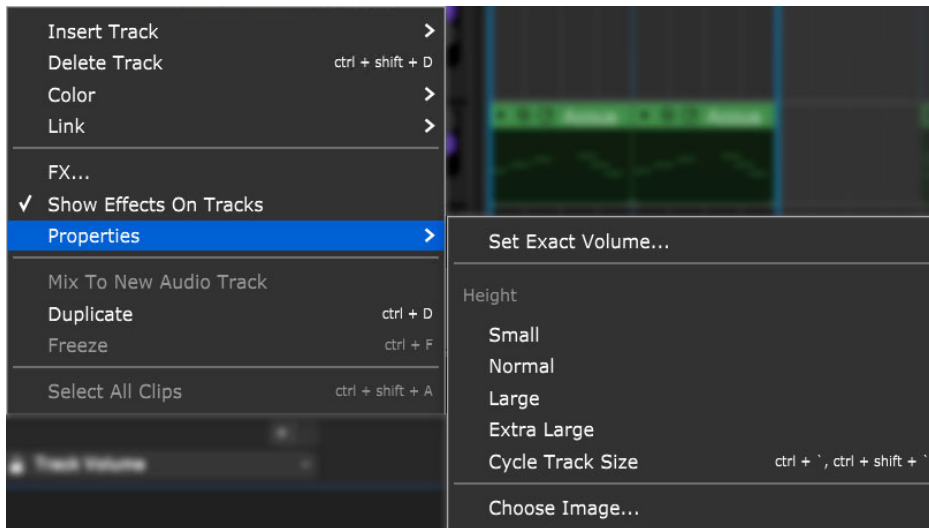 Insert Track
Delete Track ctrl + shift + D
Color
Link
FX...
Show Effects On Tracks
Properties
Mix To New Audio Track
Duplicate ctrl + D
Freeze ctrl + F
Select All Clips ctrl + shift + A
Track Volume
Set Exact Volume...
Height
Small
Normal
Large
Extra Large
Cycle Track Size ctrl + `, ctrl + shift + `
Choose Image...